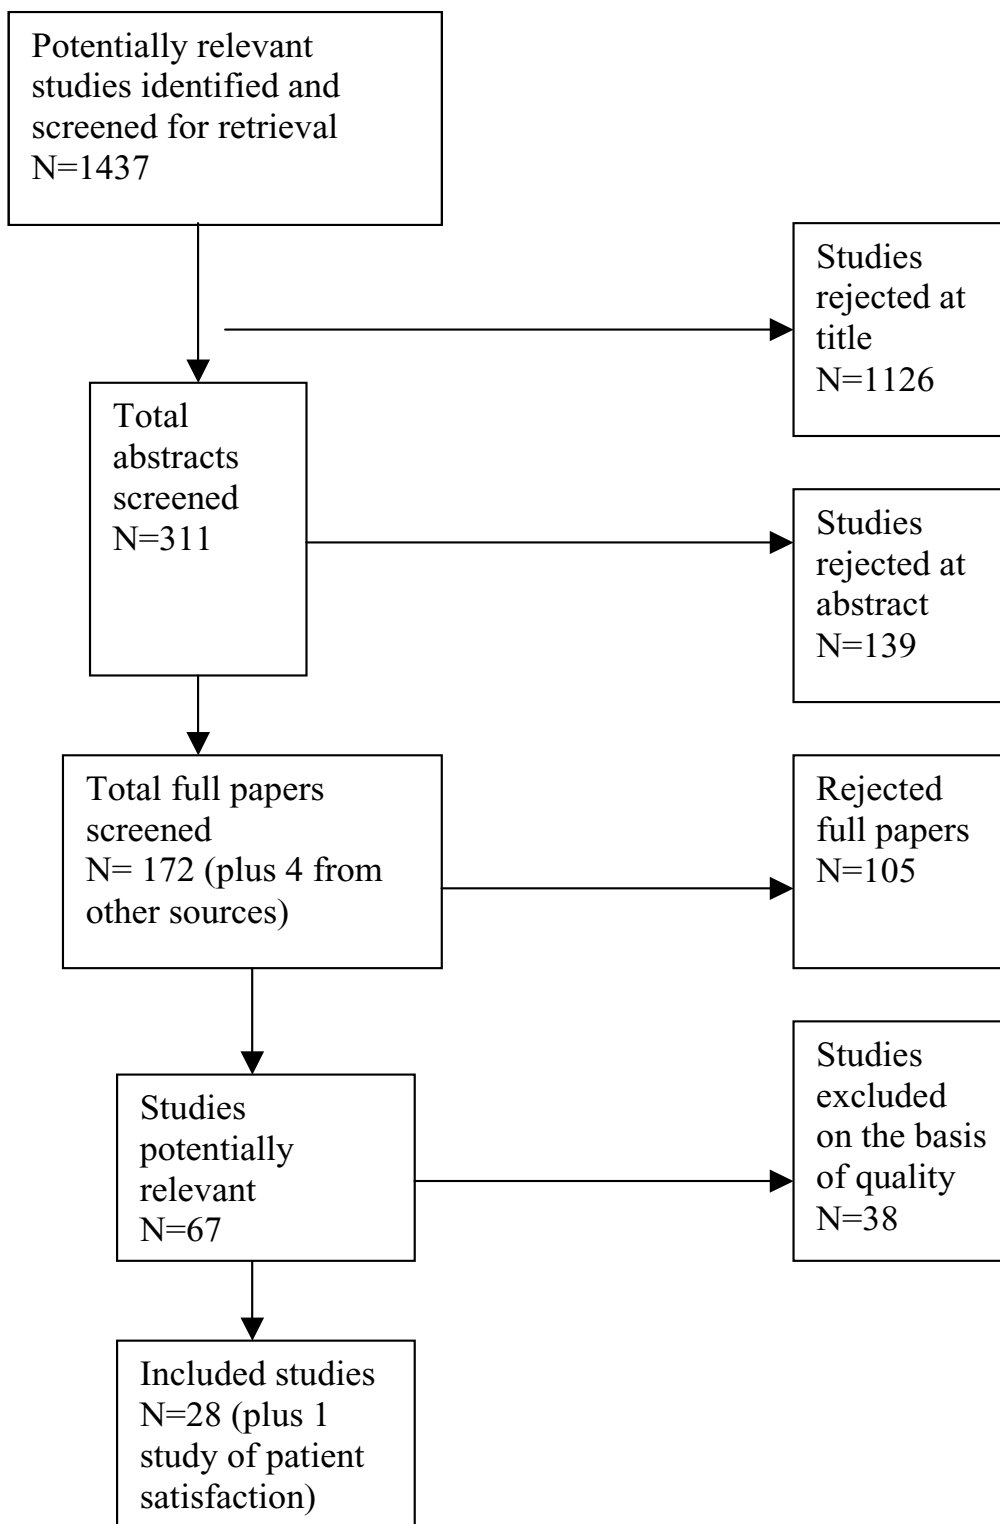 Potentially relevant
studies identified and
screened for retrieval
N=1437
Studies
rejected at
title
N=1126
Total
abstracts
screened
N=311
Studies
rejected at
abstract
N=139
Total full papers
screened
N= 172 (plus 4 from
other sources)
Rejected
full papers
N=105
Studies
potentially
relevant
N=67
Studies
excluded
on the basis
of quality
N=38
Included studies
N=28 (plus 1
study of patient
satisfaction)